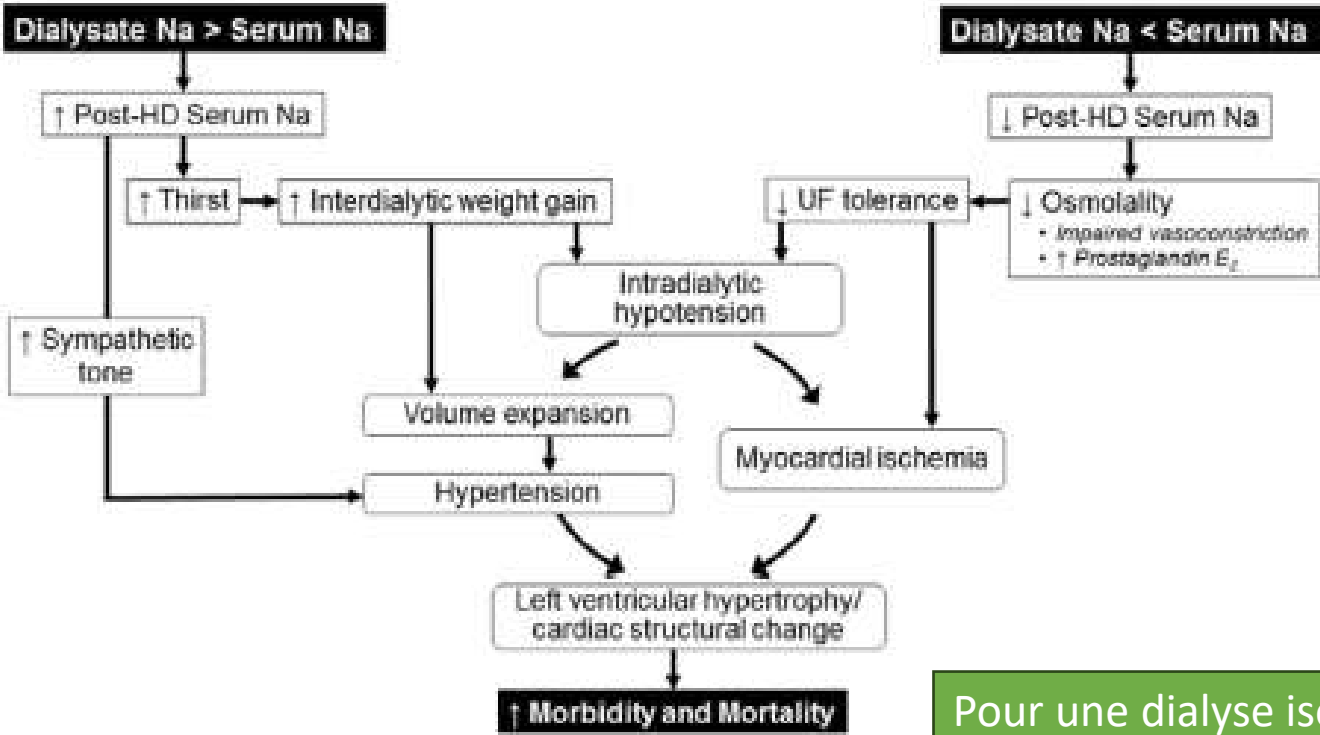 Dialysate Na > Serum Na
Dialysate Na < Serum Na
↑ Post-HD Serum Na
↓ Post-HD Serum Na
↑ Thirst
↑ Interdialytic weight gain
↓ UF tolerance
↓ Osmolality
• Impaired vasoconstriction
• ↑ Prostaglandin E₂
Intradialytic
hypotension
↑ Sympathetic
tone
Volume expansion
Myocardial ischemia
Hypertension
Left ventricular hypertrophy/
cardiac structural change
↑ Morbidity and Mortality
Pour une dialyse